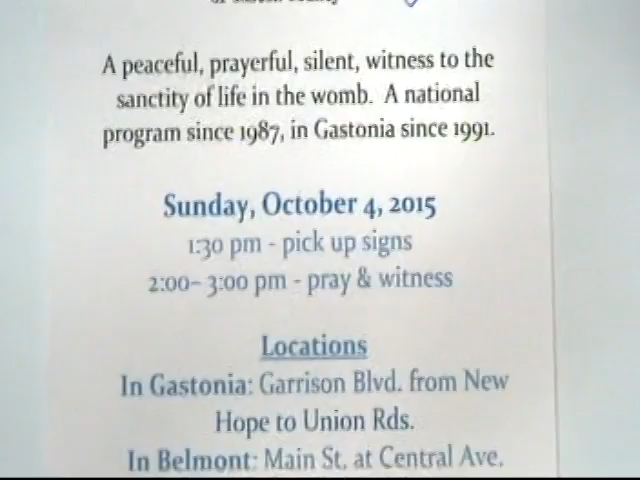 A peaceful, prayerful, silent, witness to the
sanctity of life in the womb. A national
program since 1987, in Gastonia since 1991.
Sunday, October 4, 2015
1:30 pm - pick up signs
2:00- 3:00 pm - pray & witness
Locations
In Gastonia: Garrison Blvd. from New
Hope to Union Rds.
In Belmont: Main St. at Central Ave.